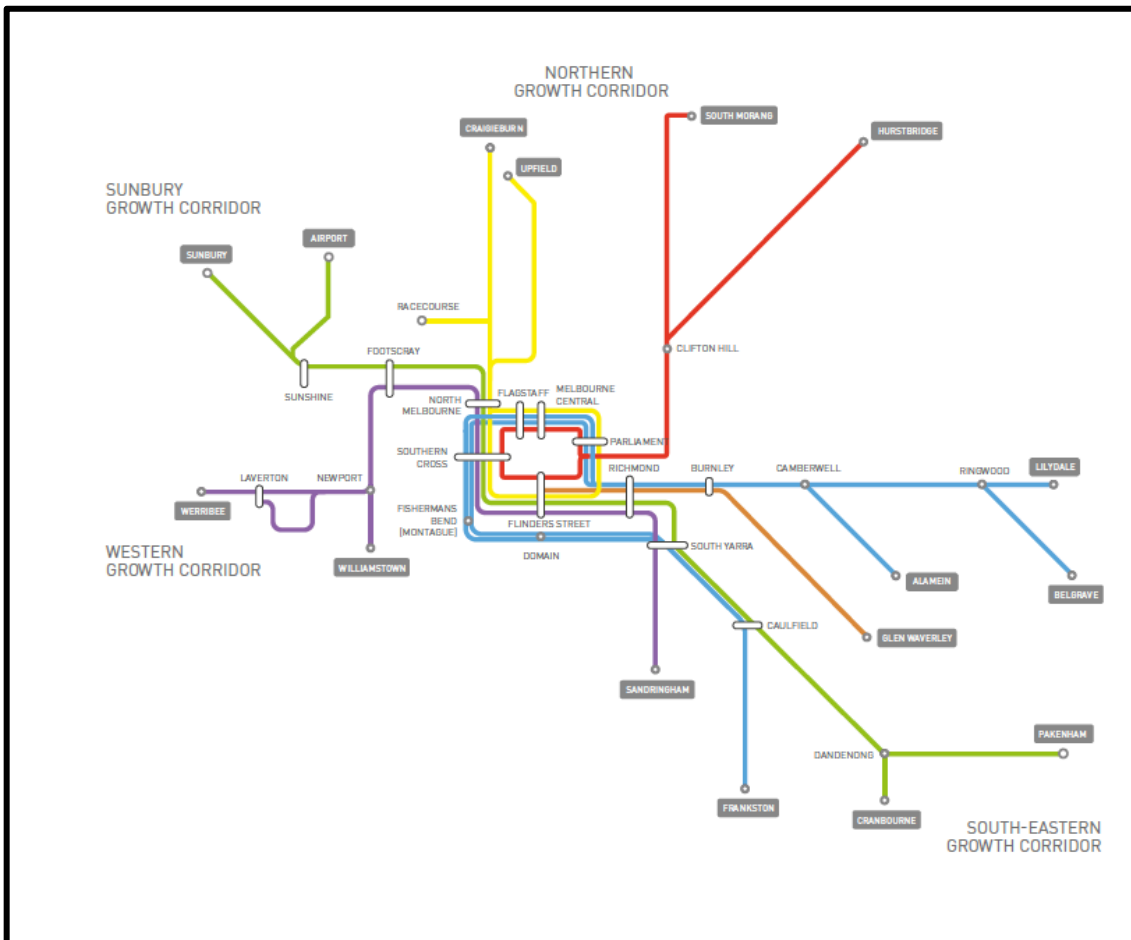 NORTHERN
GROWTH CORRIDOR
SOUTH MORANG
CRAIGIEBURN
HURSTBRIDGE
UPFIELD
SUNBURY
GROWTH CORRIDOR
AIRPORT
SUNBURY
RACECOURSE
FOOTSCRAY
CLIFTON HILL
SUNSHINE
FLAGSTAFF
MELBOURNE
CENTRAL
NORTH
MELBOURNE
PARLIAMENT
SOUTHERN
CROSS
RICHMOND
BURNLEY
CAMBERWELL
RINGWOOD
LILYDALE
LAVERTON
NEWPORT
WERRIBEE
FISHERMANS
BEND
(MONTAGUE)
FLINDERS STREET
DOMAIN
SOUTH YARRA
WESTERN
GROWTH CORRIDOR
WILLIAMSTOWN
ALAMEIN
BELGRAVE
CAULFIELD
GLEN WAVERLEY
SANDRINGHAM
PAKENHAM
DANDENONG
FRANKSTON
CRANBOURNE
SOUTH-EASTERN
GROWTH CORRIDOR